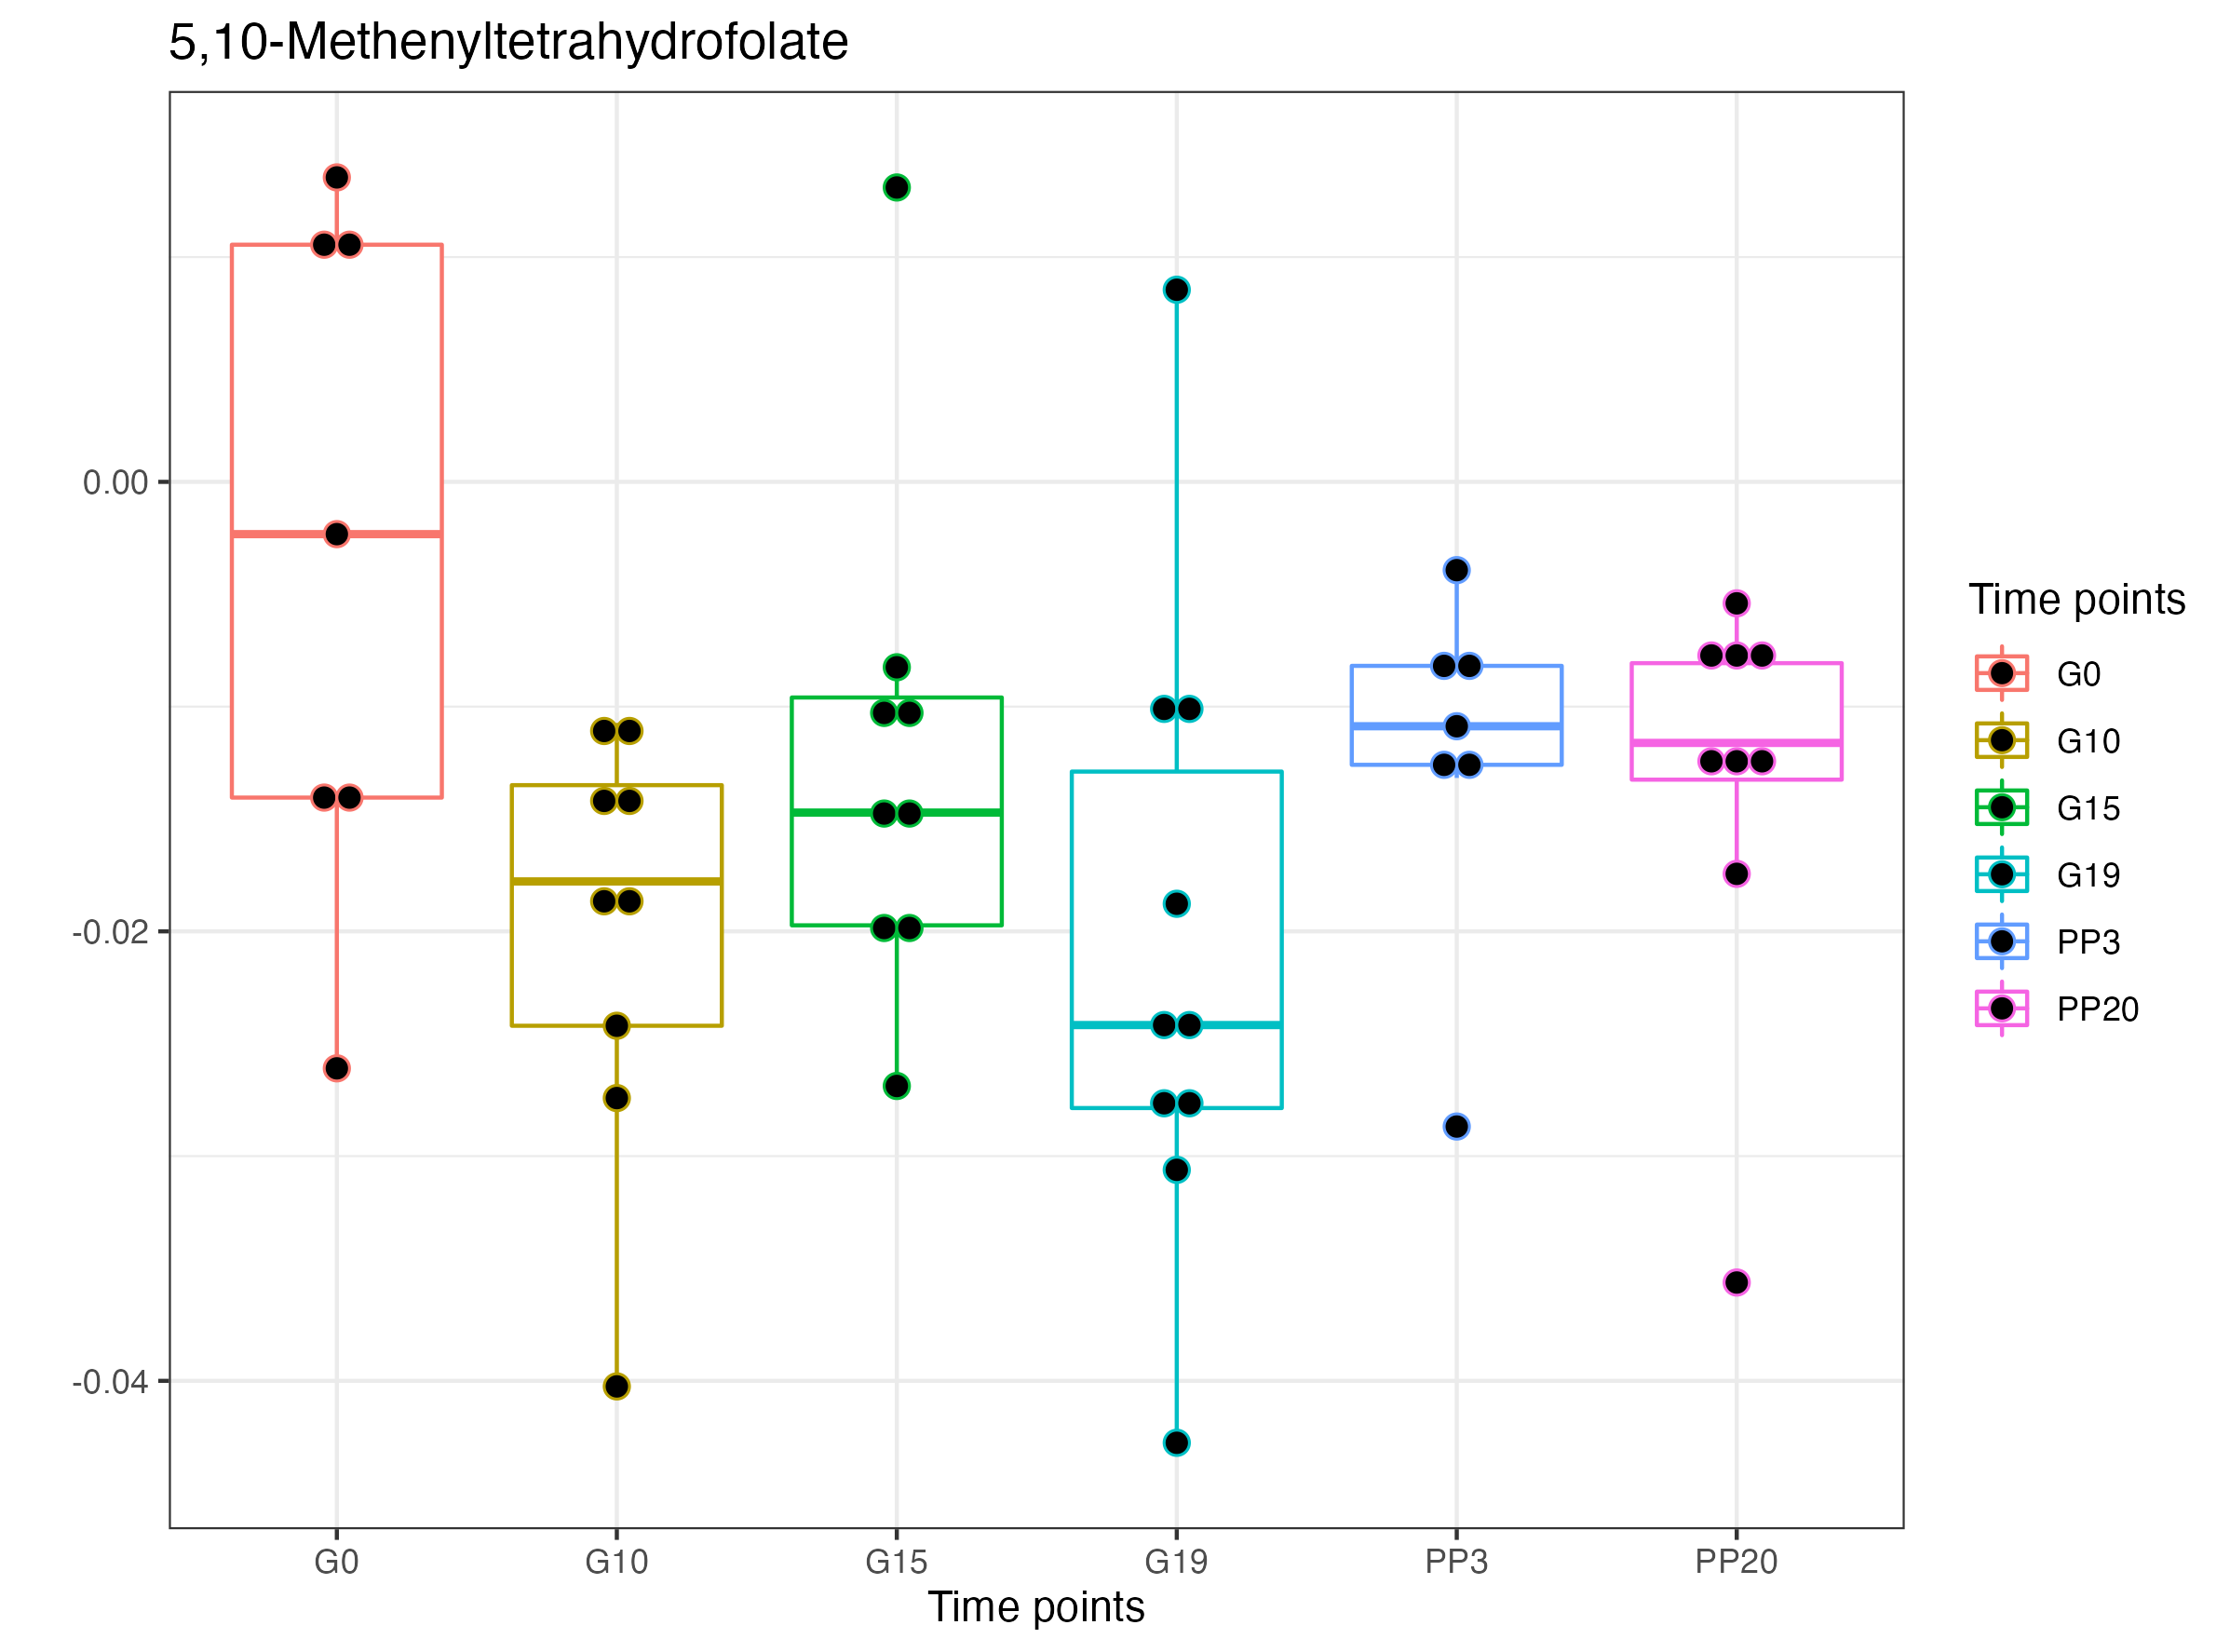 5,10-Methenyltetrahydrofolate
0.00
-0.02
-0.04
G0 G10 G15 G19 PP3 PP20
Time points
Time points
G0
G10
G15
G19
PP3
PP20